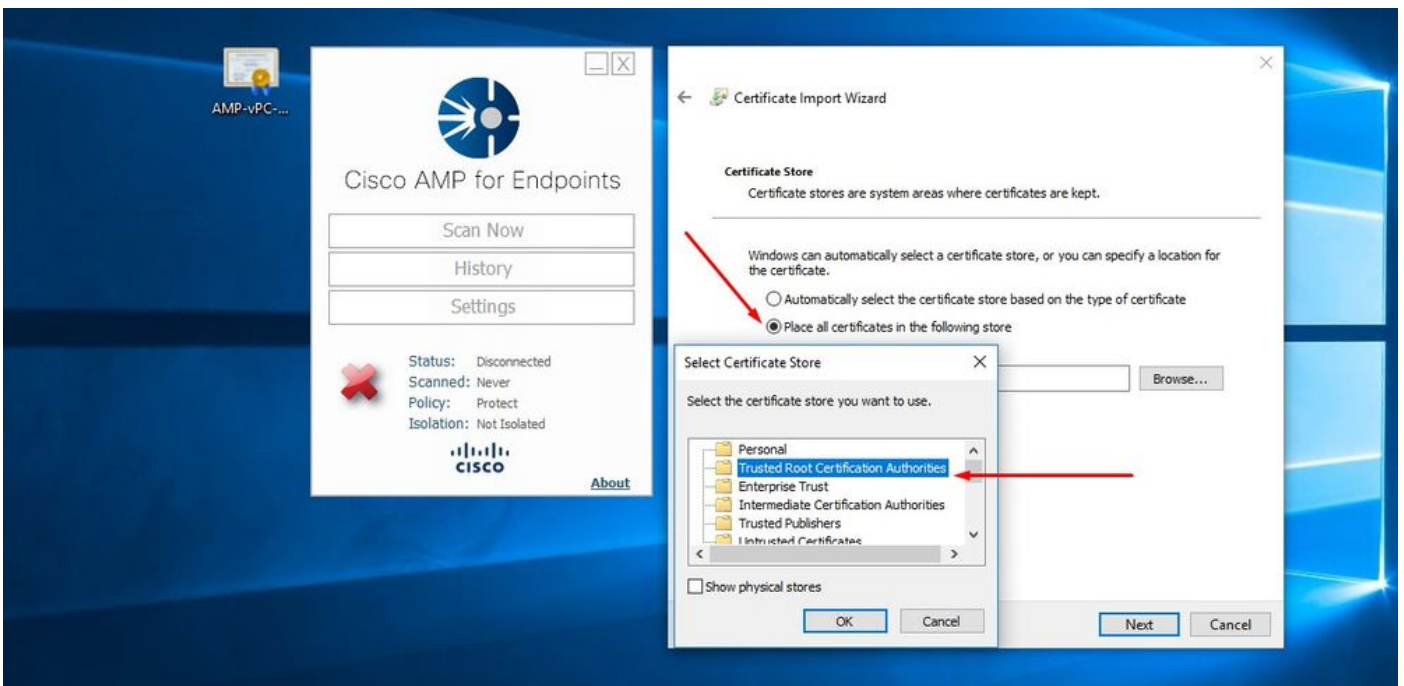 AMP-vPC-...
Cisco AMP for Endpoints
Scan Now
History
Settings
Status: Disconnected
Scanned: Never
Policy: Protect
Isolation: Not Isolated
CISCO
About
Certificate Import Wizard
Certificate Store
Certificate stores are system areas where certificates are kept.
Windows can automatically select a certificate store, or you can specify a location for
the certificate.
Automatically select the certificate store based on the type of certificate
Place all certificates in the following store
Browse...
Select Certificate Store
Select the certificate store you want to use.
Personal
Trusted Root Certification Authorities
Enterprise Trust
Intermediate Certification Authorities
Trusted Publishers
Untrusted Certificates
Show physical stores
OK Cancel
Next Cancel